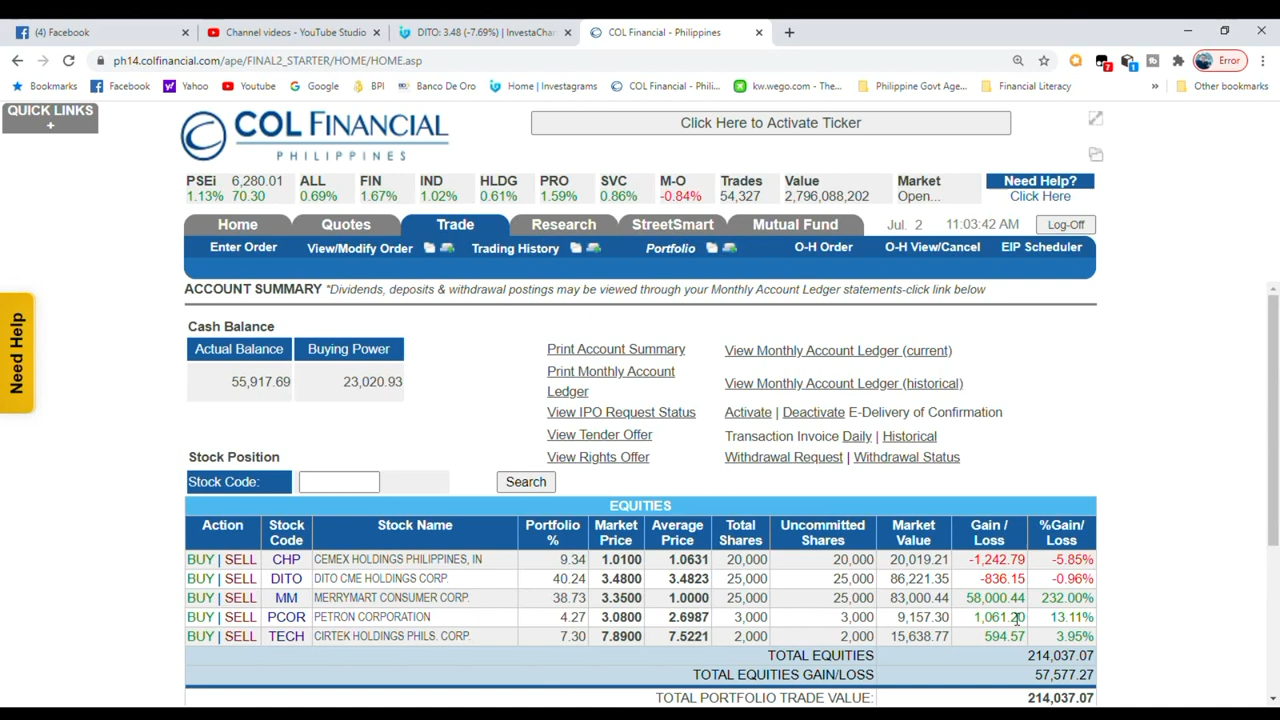 (4) Facebook
Channel videos - YouTube Studio
DITO: 3.48 (-7.69%) | InvestaChar
COL Financial - Philippines
ph14.colfinancial.com/ape/FINAL2_STARTER/HOME/HOME.asp
7
1
Error
Bookmarks Facebook Yahoo Youtube Google BPI Banco De Oro Home | Investagrams COL Financial - Phili... kw.wego.com - The... Philippine Govt Age... Financial Literacy » Other bookmarks
QUICK LINKS
+
COL FINANCIAL
PHILIPPINES
Click Here to Activate Ticker
PSEi 6,280.01 ALL FIN IND HLDG PRO SVC M-O Trades Value Market Need Help?
1.13% 70.30 0.69% 1.67% 1.02% 0.61% 1.59% 0.86% -0.84% 54,327 2,796,088,202 Open... Click Here
Home Quotes Trade Research StreetSmart Mutual Fund Jul. 2 11:03:42 AM Log-Off
Enter Order View/Modify Order Trading History Portfolio O-H Order O-H View/Cancel EIP Scheduler
ACCOUNT SUMMARY *Dividends, deposits & withdrawal postings may be viewed through your Monthly Account Ledger statements-click link below
Need Help
Cash Balance
Actual Balance Buying Power
55,917.69 23,020.93
Print Account Summary View Monthly Account Ledger (current)
Print Monthly Account
Ledger
View Monthly Account Ledger (historical)
View IPO Request Status Activate | Deactivate E-Delivery of Confirmation
View Tender Offer Transaction Invoice Daily | Historical
View Rights Offer Withdrawal Request | Withdrawal Status
Stock Position
Stock Code: Search
EQUITIES
Action Stock Code Stock Name Portfolio % Market Price Average Price Total Shares Uncommitted Shares Market Value Gain / Loss %Gain/ Loss
BUY | SELL CHP CEMEX HOLDINGS PHILIPPINES, IN 9.34 1.0100 1.0631 20,000 20,000 20,019.21 -1,242.79 -5.85%
BUY | SELL DITO DITO CME HOLDINGS CORP. 40.24 3.4800 3.4823 25,000 25,000 86,221.35 -836.15 -0.96%
BUY | SELL MM MERRYMART CONSUMER CORP. 38.73 3.3500 1.0000 25,000 25,000 83,000.44 58,000.44 232.00%
BUY | SELL PCOR PETRON CORPORATION 4.27 3.0800 2.6987 3,000 3,000 9,157.30 1,061.20 13.11%
BUY | SELL TECH CIRTEK HOLDINGS PHILS. CORP. 7.30 7.8900 7.5221 2,000 2,000 15,638.77 594.57 3.95%
TOTAL EQUITIES 214,037.07
TOTAL EQUITIES GAIN/LOSS 57,577.27
TOTAL PORTFOLIO TRADE VALUE: 214,037.07